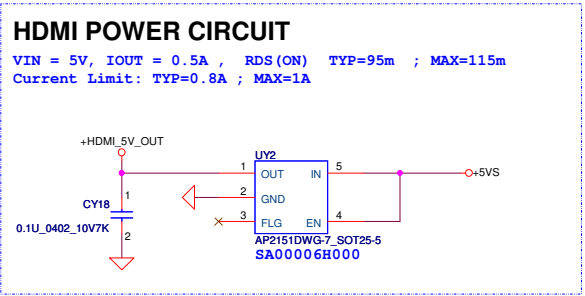 HDMI POWER CIRCUIT
VIN = 5V, IOUT = 0.5A , RDS(ON) TYP=95m ; MAX=115m
Current Limit: TYP=0.8A ; MAX=1A
+HDMI_5V_OUT
UY2
1 OUT IN 5
+5VS
2 GND
3 FLG EN 4
CY18
1
0.1U_0402_10V7K
2
AP2151DWG-7_SOT25-5
SA00006H000